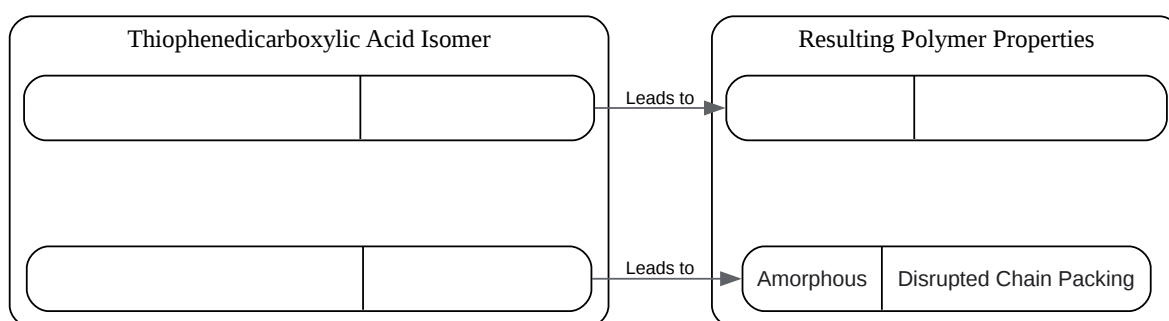 Thiophenedicarboxylic Acid Isomer
Resulting Polymer Properties
Leads to
Leads to
Amorphous
Disrupted Chain Packing